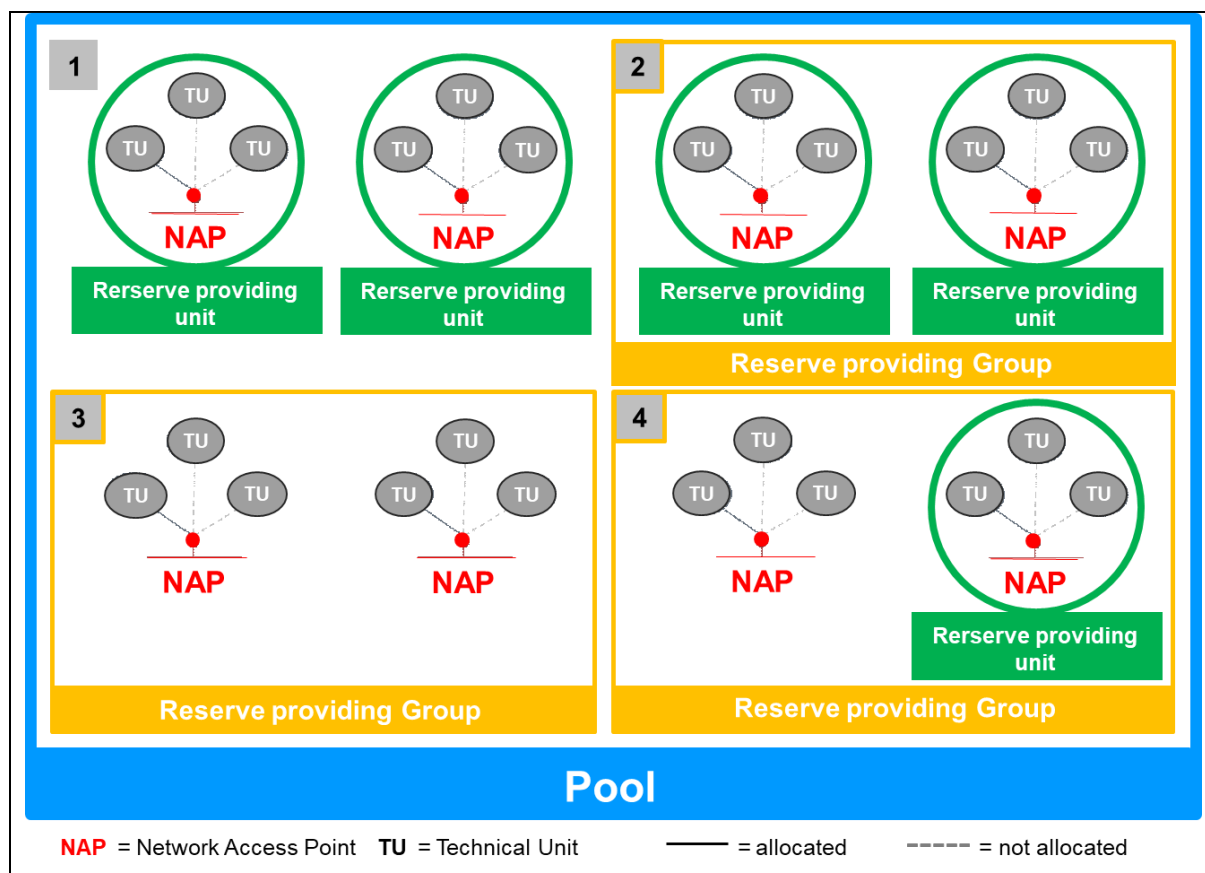 1
TU
TU
TU
NAP
Rerserve providing
unit
TU
TU
TU
NAP
Rerserve providing
unit
2
TU
TU
TU
NAP
Rerserve providing
unit
TU
TU
TU
NAP
Rerserve providing
unit
Reserve providing Group
3
TU
TU
TU
NAP
TU
TU
TU
NAP
Reserve providing Group
4
TU
TU
TU
NAP
TU
TU
TU
NAP
Rerserve providing
unit
Reserve providing Group
Pool
NAP = Network Access Point TU = Technical Unit = allocated = not allocated